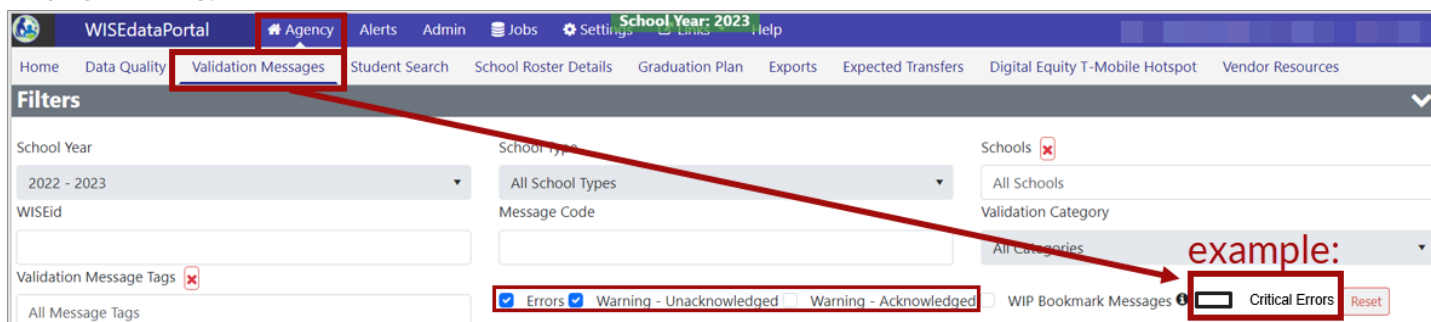 WISEdataPortal Agency Alerts Admin Jobs Settings Links Help
School Year: 2023
Home Data Quality Validation Messages Student Search School Roster Details Graduation Plan Exports Expected Transfers Digital Equity T-Mobile Hotspot Vendor Resources
Filters
School Year School Type Schools
2022 - 2023 All School Types All Schools
WISEid Message Code Validation Category
All Categories
example:
Validation Message Tags
Errors Warning - Unacknowledged Warning - Acknowledged WIP Bookmark Messages Critical Errors Reset
All Message Tags